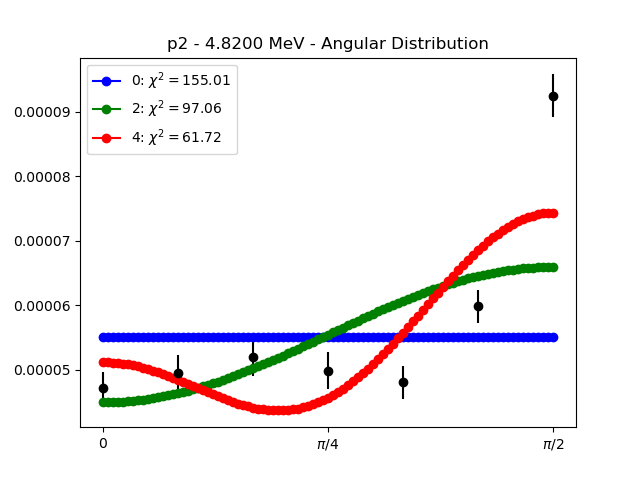 p2 - 4.8200 MeV - Angular Distribution
0: χ² = 155.01
2: χ² = 97.06
4: χ² = 61.72
0.00009
0.00008
0.00007
0.00006
0.00005
0 π/4 π/2